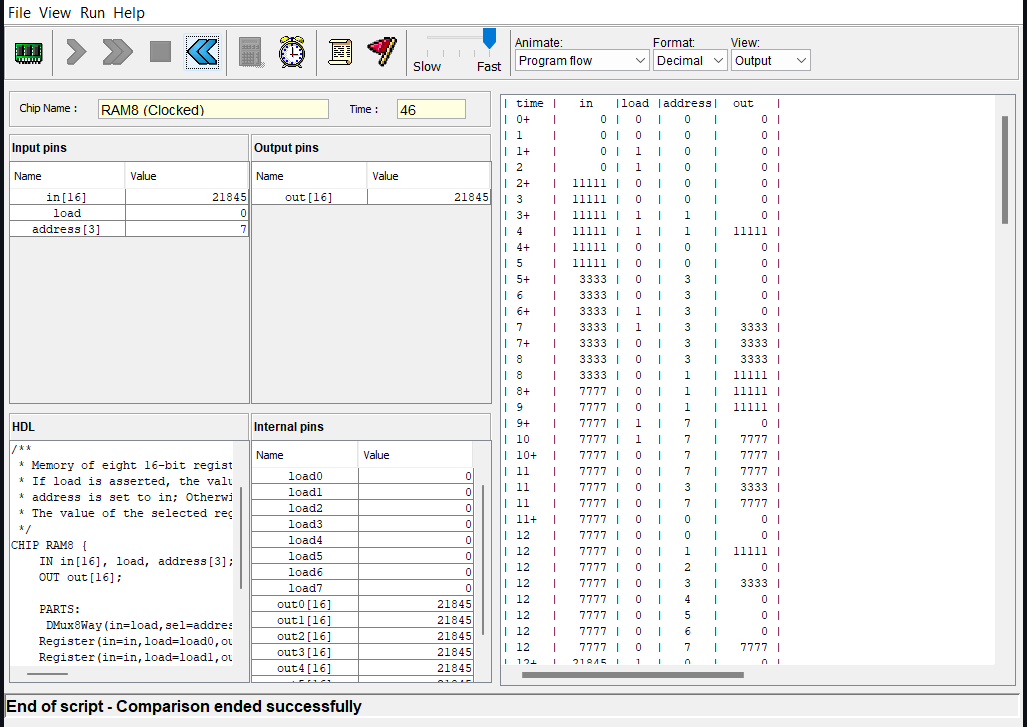 File View Run Help
Slow Fast
Animate: Format: View:
Program flow Decimal Output
Chip Name : RAM8 (Clocked) Time : 46
Input pins
Name Value
in[16] 21845
load 0
address[3] 7
Output pins
Name Value
out[16] 21845
HDL
/**
* Memory of eight 16-bit regist
* If load is asserted, the valu
* address is set to in; Otherwi
* The value of the selected reg
*/
CHIP RAM8 {
IN in[16], load, address[3];
OUT out[16];
PARTS:
DMux8Way(in=load,sel=addres
Register(in=in,load=load0,ou
Register(in=in,load=load1,ou
Internal pins
Name Value
load0 0
load1 0
load2 0
load3 0
load4 0
load5 0
load6 0
load7 0
out0[16] 21845
out1[16] 21845
out2[16] 21845
out3[16] 21845
out4[16] 21845
| time | in |load |address| out |
| 0+ | 0 | 0 | 0 | 0 |
| 1 | 0 | 0 | 0 | 0 |
| 1+ | 0 | 1 | 0 | 0 |
| 2 | 0 | 1 | 0 | 0 |
| 2+ | 11111 | 0 | 0 | 0 |
| 3 | 11111 | 0 | 0 | 0 |
| 3+ | 11111 | 1 | 1 | 0 |
| 4 | 11111 | 1 | 1 | 11111 |
| 4+ | 11111 | 0 | 0 | 0 |
| 5 | 11111 | 0 | 0 | 0 |
| 5+ | 3333 | 0 | 3 | 0 |
| 6 | 3333 | 0 | 3 | 0 |
| 6+ | 3333 | 1 | 3 | 0 |
| 7 | 3333 | 1 | 3 | 3333 |
| 7+ | 3333 | 0 | 3 | 3333 |
| 8 | 3333 | 0 | 3 | 3333 |
| 8 | 3333 | 0 | 1 | 11111 |
| 8+ | 7777 | 0 | 1 | 11111 |
| 9 | 7777 | 0 | 1 | 11111 |
| 9+ | 7777 | 1 | 7 | 0 |
| 10 | 7777 | 1 | 7 | 7777 |
| 10+ | 7777 | 0 | 7 | 7777 |
| 11 | 7777 | 0 | 7 | 7777 |
| 11 | 7777 | 0 | 3 | 3333 |
| 11 | 7777 | 0 | 7 | 7777 |
| 11+ | 7777 | 0 | 0 | 0 |
| 12 | 7777 | 0 | 0 | 0 |
| 12 | 7777 | 0 | 1 | 11111 |
| 12 | 7777 | 0 | 2 | 0 |
| 12 | 7777 | 0 | 3 | 3333 |
| 12 | 7777 | 0 | 4 | 0 |
| 12 | 7777 | 0 | 5 | 0 |
| 12 | 7777 | 0 | 6 | 0 |
| 12 | 7777 | 0 | 7 | 7777 |
| 12+ | 21845 | 1 | 0 | 0 |
End of script - Comparison ended successfully